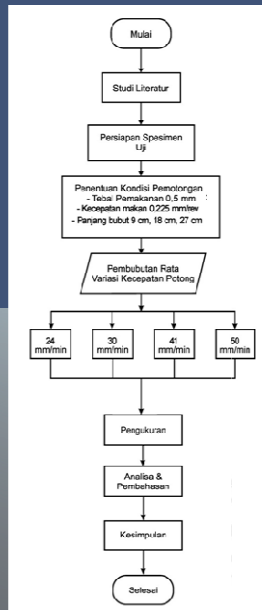 Mulai
Studi Literatur
Persiapan Spesimen
Uji
Penentuan Kondisi Pemotongan
- Tebal Pemakanan 0,5 mm
- Kecepatan makan 0.225 mm/rev
- Panjang bubut 9 cm, 18 cm, 27 cm
Pembubutan Rata
Variasi Kecepatan Potong
24
mm/min
30
mm/min
41
mm/min
50
mm/min
Pengukuran
Analisa &
Pembahasan
Kesimpulan
Selesai